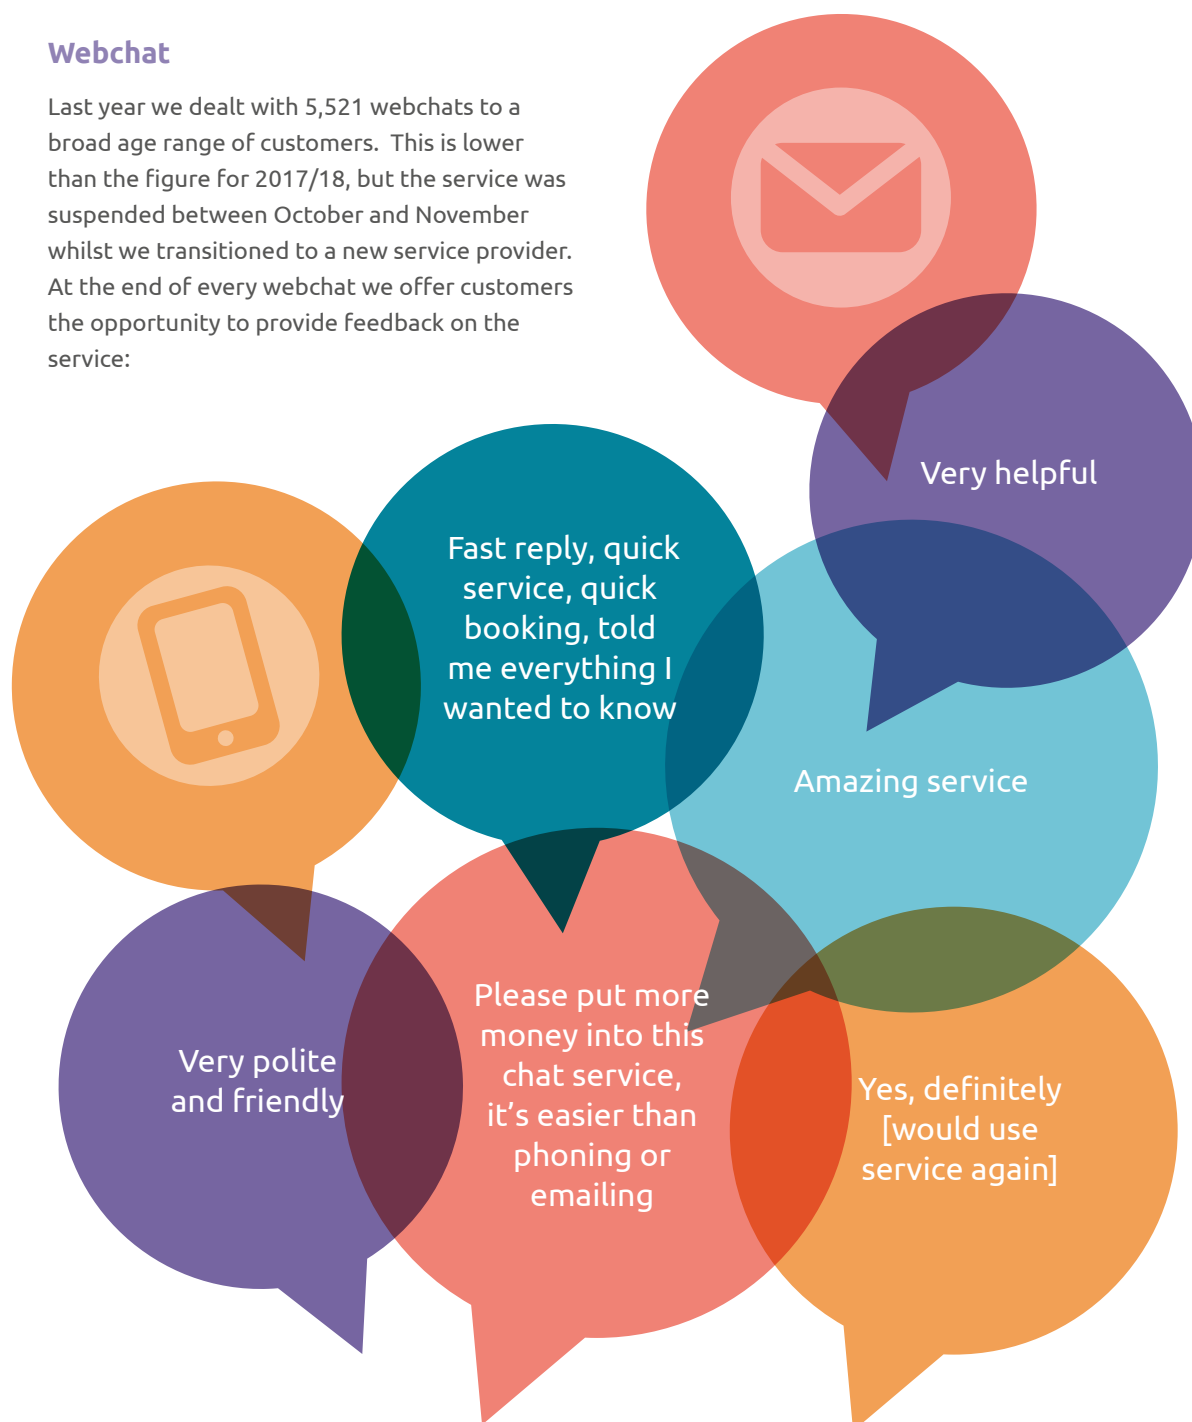 Webchat
Last year we dealt with 5,521 webchats to a
broad age range of customers.  This is lower
than the figure for 2017/18, but the service was
suspended between October and November
whilst we transitioned to a new service provider.
At the end of every webchat we offer customers
the opportunity to provide feedback on the
service:
Very helpful
Fast reply, quick
service, quick
booking, told
me everything I
wanted to know
Amazing service
Very polite
and friendly
Please put more
money into this
chat service,
it’s easier than
phoning or
emailing
Yes, definitely
[would use
service again]